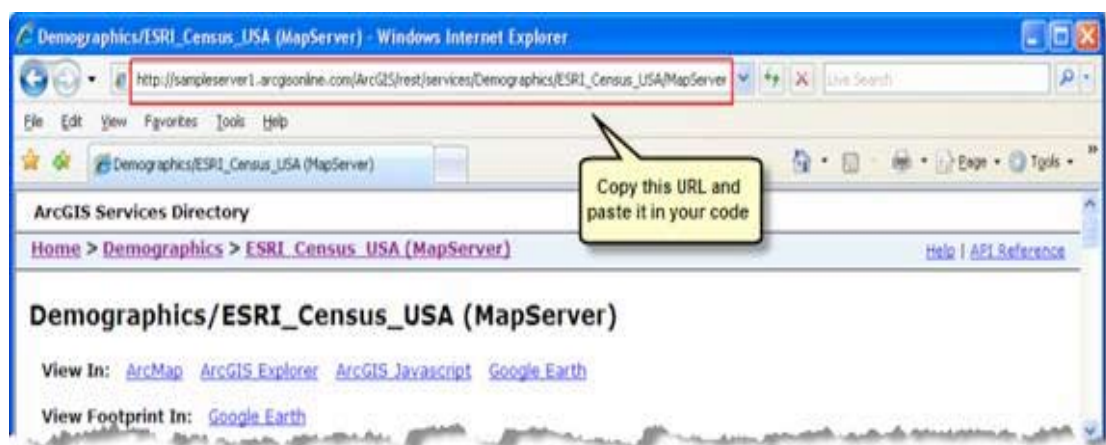 Demographics/ESRI_Census_USA (MapServer) - Windows Internet Explorer
http://sampleserver1.arcgisonline.com/ArcGIS/rest/services/Demographics/ESRI_Census_USA/MapServer
Live Search
File Edit View Favorites Tools Help
Demographics/ESRI_Census_USA (MapServer)
Page Tools
Copy this URL and
paste it in your code
ArcGIS Services Directory
Home > Demographics > ESRI_Census_USA (MapServer)
Help | API Reference
Demographics/ESRI_Census_USA (MapServer)
View In: ArcMap ArcGIS Explorer ArcGIS Javascript Google Earth
View Footprint In: Google Earth